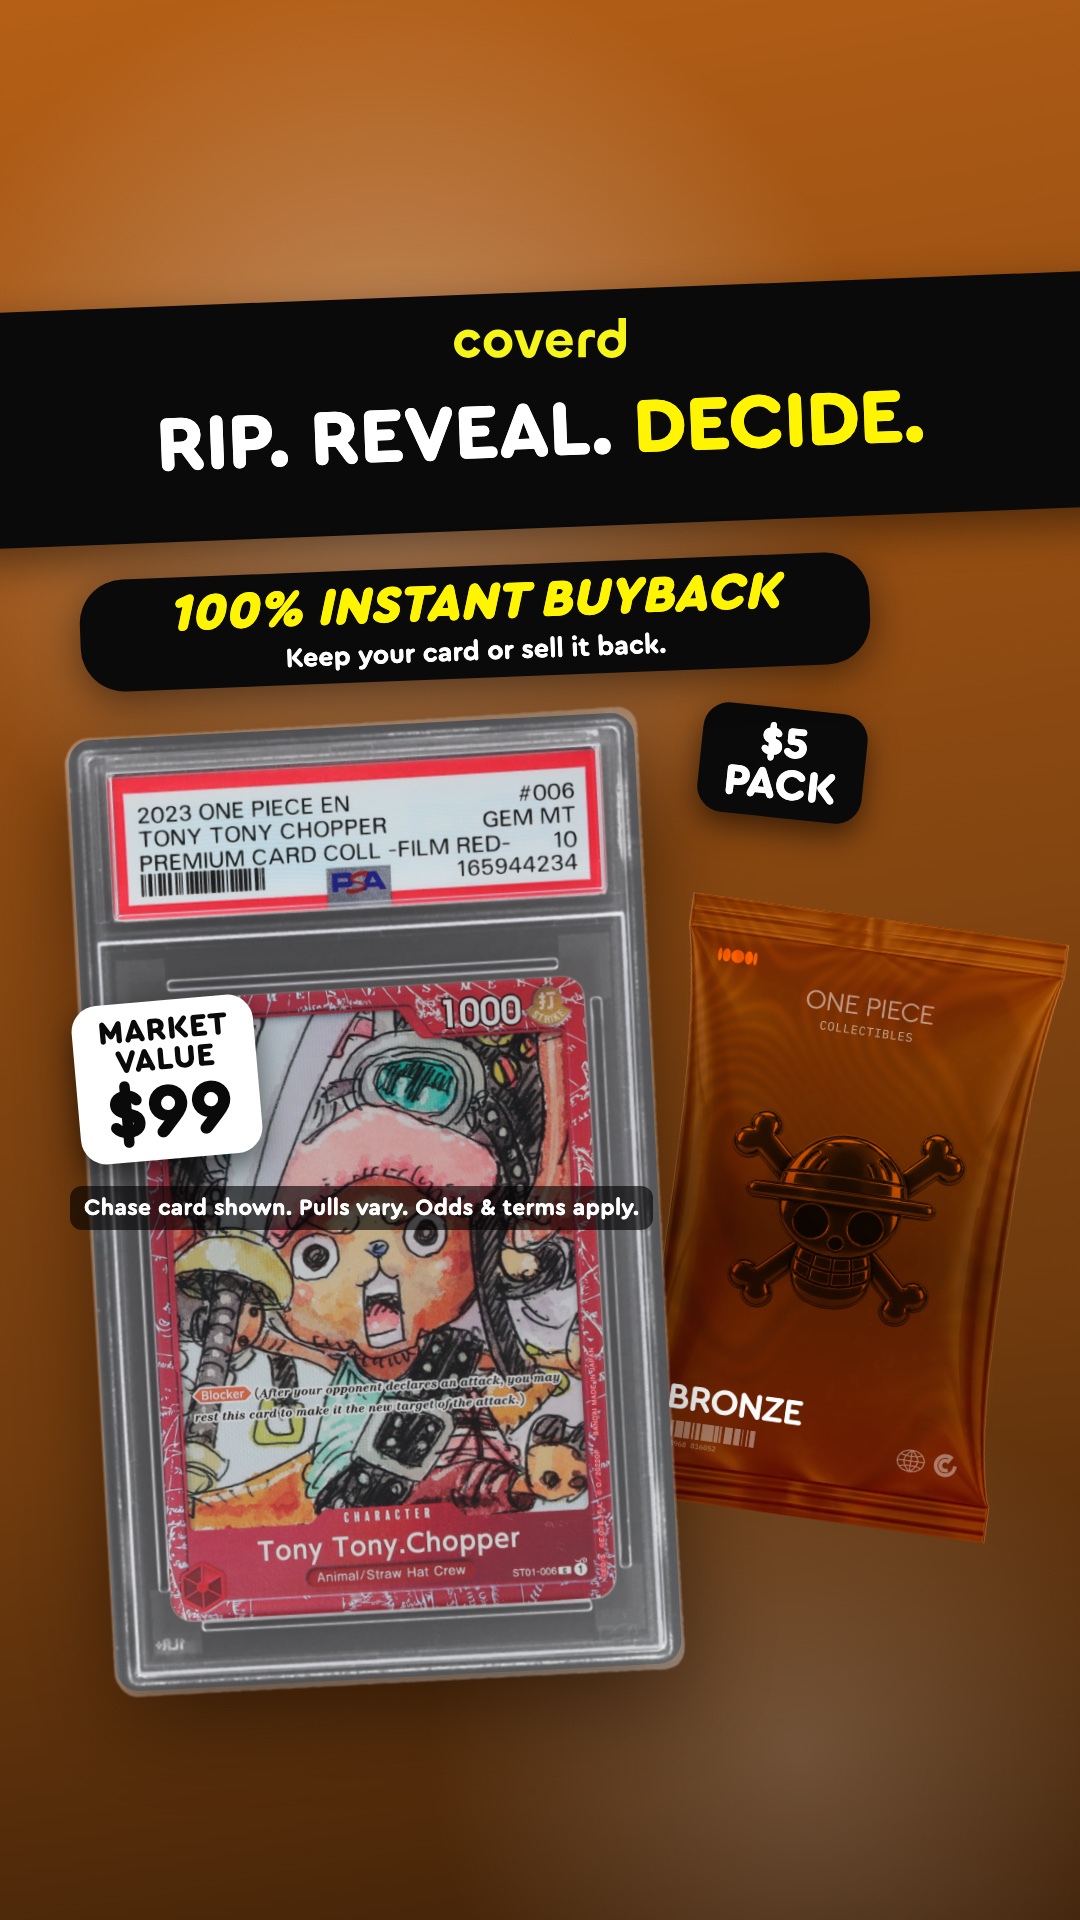 coverd
RIP. REVEAL. DECIDE.
100% INSTANT BUYBACK
Keep your card or sell it back.
$5
PACK
2023 ONE PIECE EN #006
TONY TONY CHOPPER GEM MT
PREMIUM CARD COLL -FILM RED- 10
PSA 165944234
1000
STRIKE
MARKET
VALUE
$99
Chase card shown. Pulls vary. Odds & terms apply.
Blocker (After your opponent declares an attack, you may
rest this card to make it the new target of the attack.)
CHARACTER
Tony Tony.Chopper
Animal/Straw Hat Crew
ST01-006 C 1
ONE PIECE
COLLECTIBLES
BRONZE